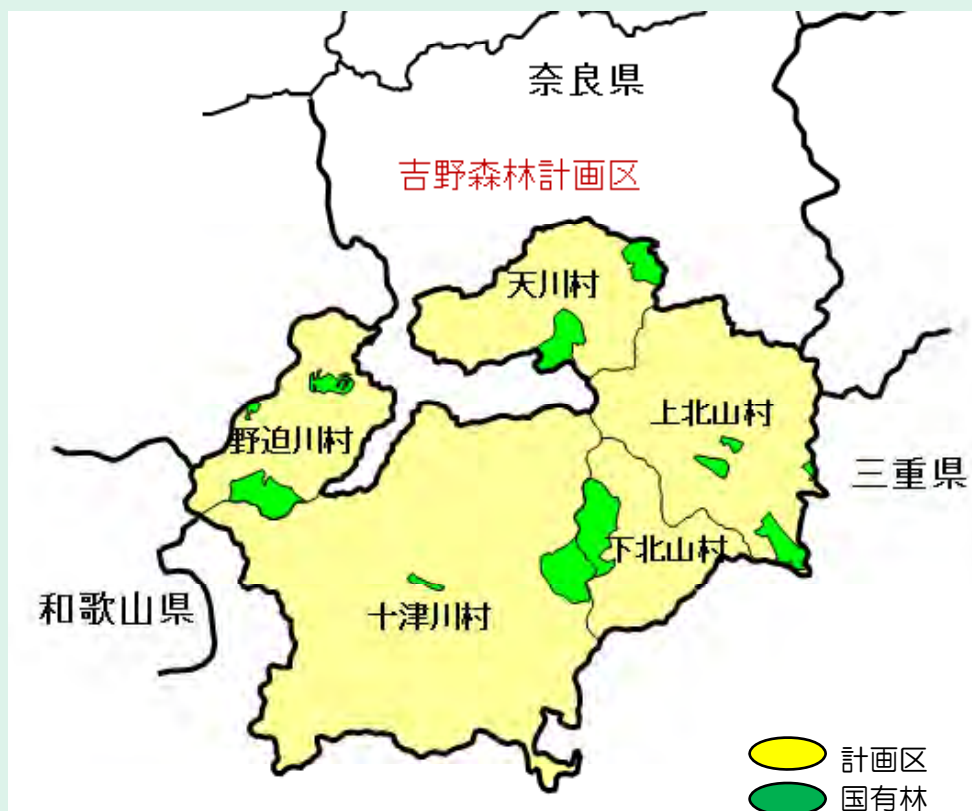 奈良県
吉野森林計画区
天川村
上北山村
野迫川村
三重県
下北山村
和歌山県
十津川村
計画区
国有林